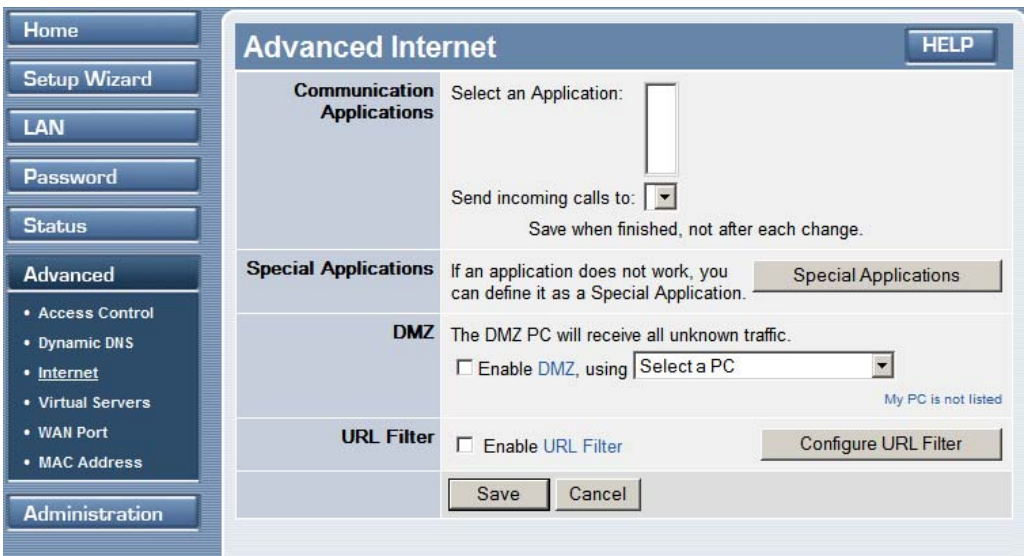 Home
Setup Wizard
LAN
Password
Status
Advanced
• Access Control
• Dynamic DNS
• Internet
• Virtual Servers
• WAN Port
• MAC Address
Administration
Advanced Internet
HELP
Communication
Applications
Select an Application:
Send incoming calls to:
Save when finished, not after each change.
Special Applications
If an application does not work, you
can define it as a Special Application.
Special Applications
DMZ
The DMZ PC will receive all unknown traffic.
Enable DMZ, using Select a PC
My PC is not listed
URL Filter
Enable URL Filter
Configure URL Filter
Save
Cancel